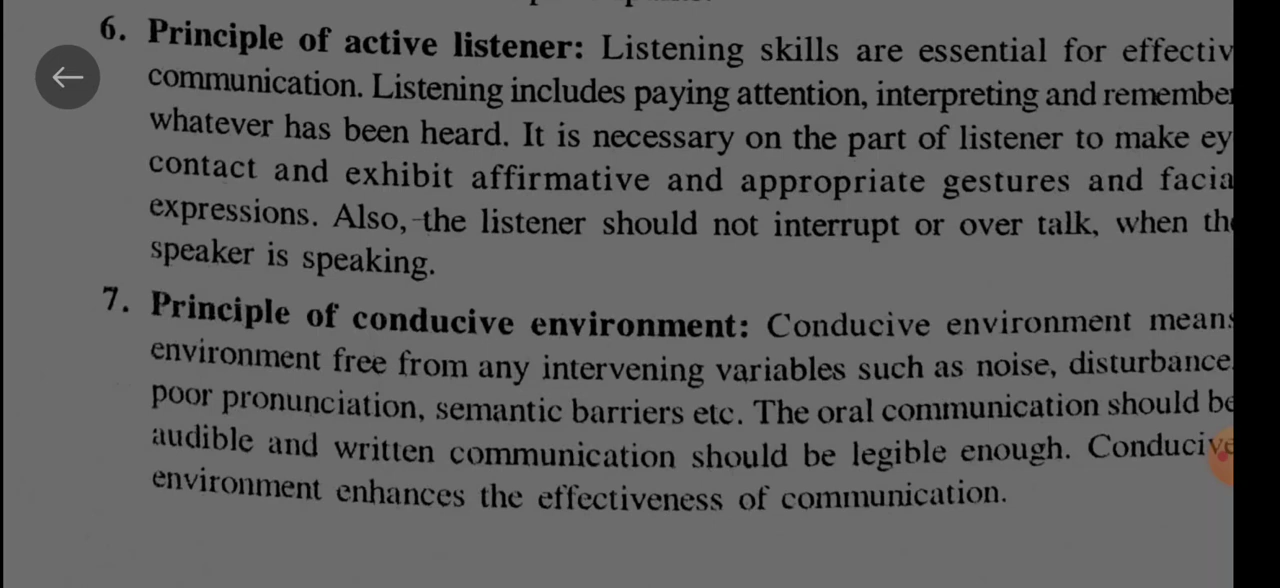 6. Principle of active listener: Listening skills are essential for effectiv
communication. Listening includes paying attention, interpreting and remember
whatever has been heard. It is necessary on the part of listener to make ey
contact and exhibit affirmative and appropriate gestures and facia
expressions. Also, the listener should not interrupt or over talk, when the
speaker is speaking.
7. Principle of conducive environment: Conducive environment means
environment free from any intervening variables such as noise, disturbance
poor pronunciation, semantic barriers etc. The oral communication should be
audible and written communication should be legible enough. Conducive
environment enhances the effectiveness of communication.